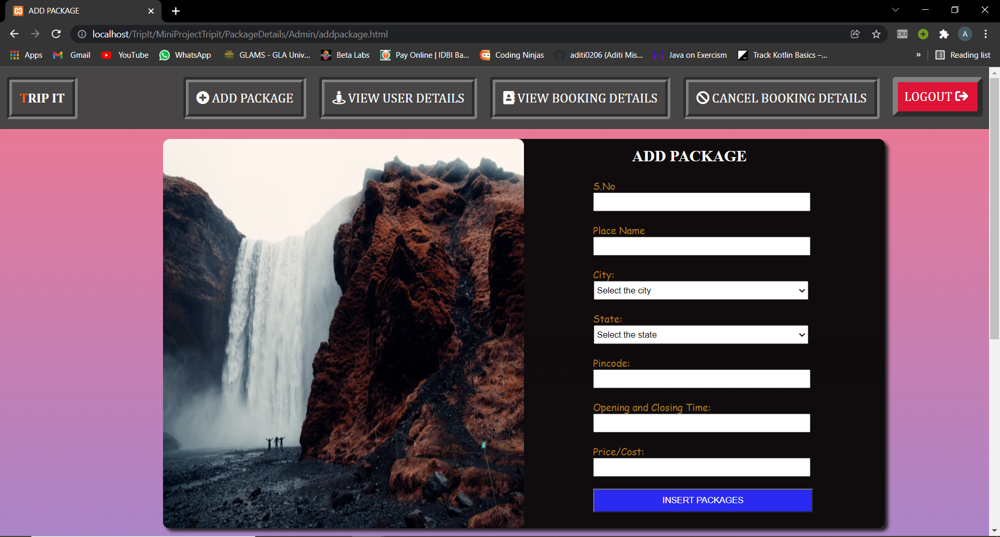 ADD PACKAGE
localhost/TripIt/MiniProjectTripit/PackageDetails/Admin/addpackage.html
CRX
A
Apps
Gmail
YouTube
WhatsApp
GLAMS - GLA Univ...
Beta Labs
Pay Online | IDBI Ba...
Coding Ninjas
aditi0206 (Aditi Mis...
Java on Exercism
Track Kotlin Basics –...
»
Reading list
TRIP IT
ADD PACKAGE
VIEW USER DETAILS
VIEW BOOKING DETAILS
CANCEL BOOKING DETAILS
LOGOUT
ADD PACKAGE
S.No
Place Name
City:
Select the city
State:
Select the state
Pincode:
Opening and Closing Time:
Price/Cost:
INSERT PACKAGES